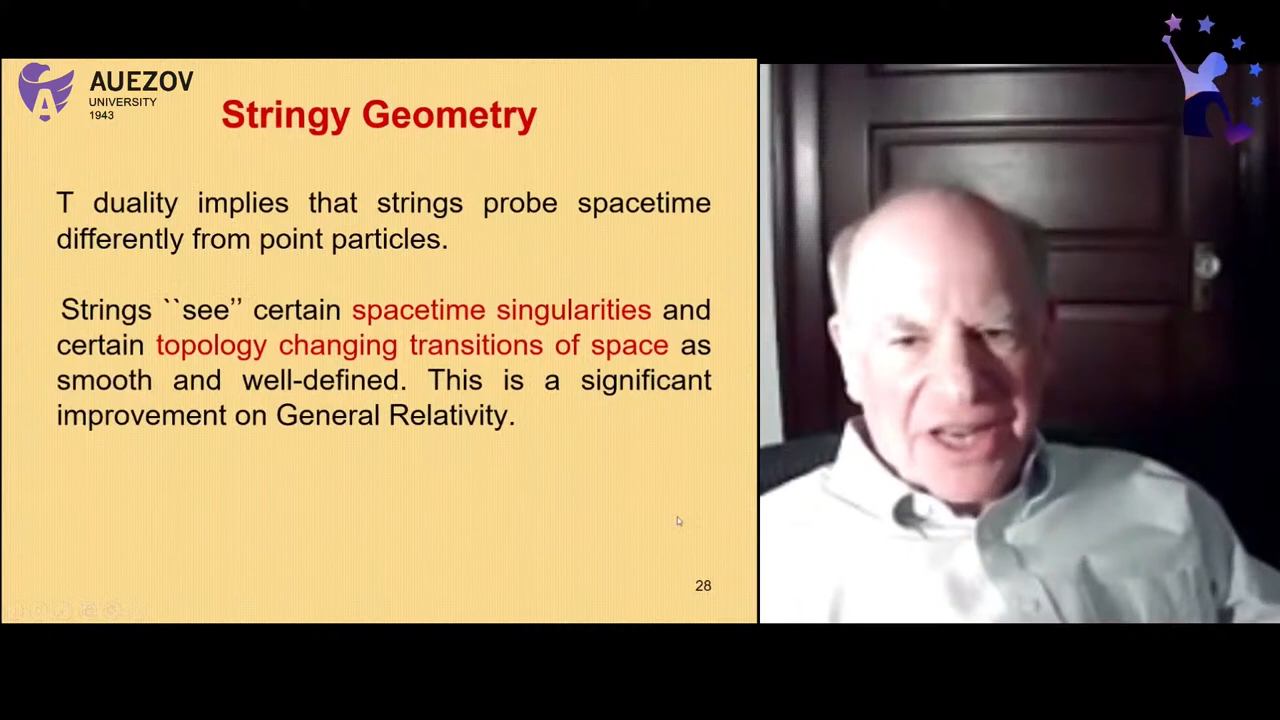 AUEZOV
UNIVERSITY
1943
Stringy Geometry
T duality implies that strings probe spacetime
differently from point particles.
Strings ``see’’ certain spacetime singularities and
certain topology changing transitions of space as
smooth and well-defined. This is a significant
improvement on General Relativity.
28